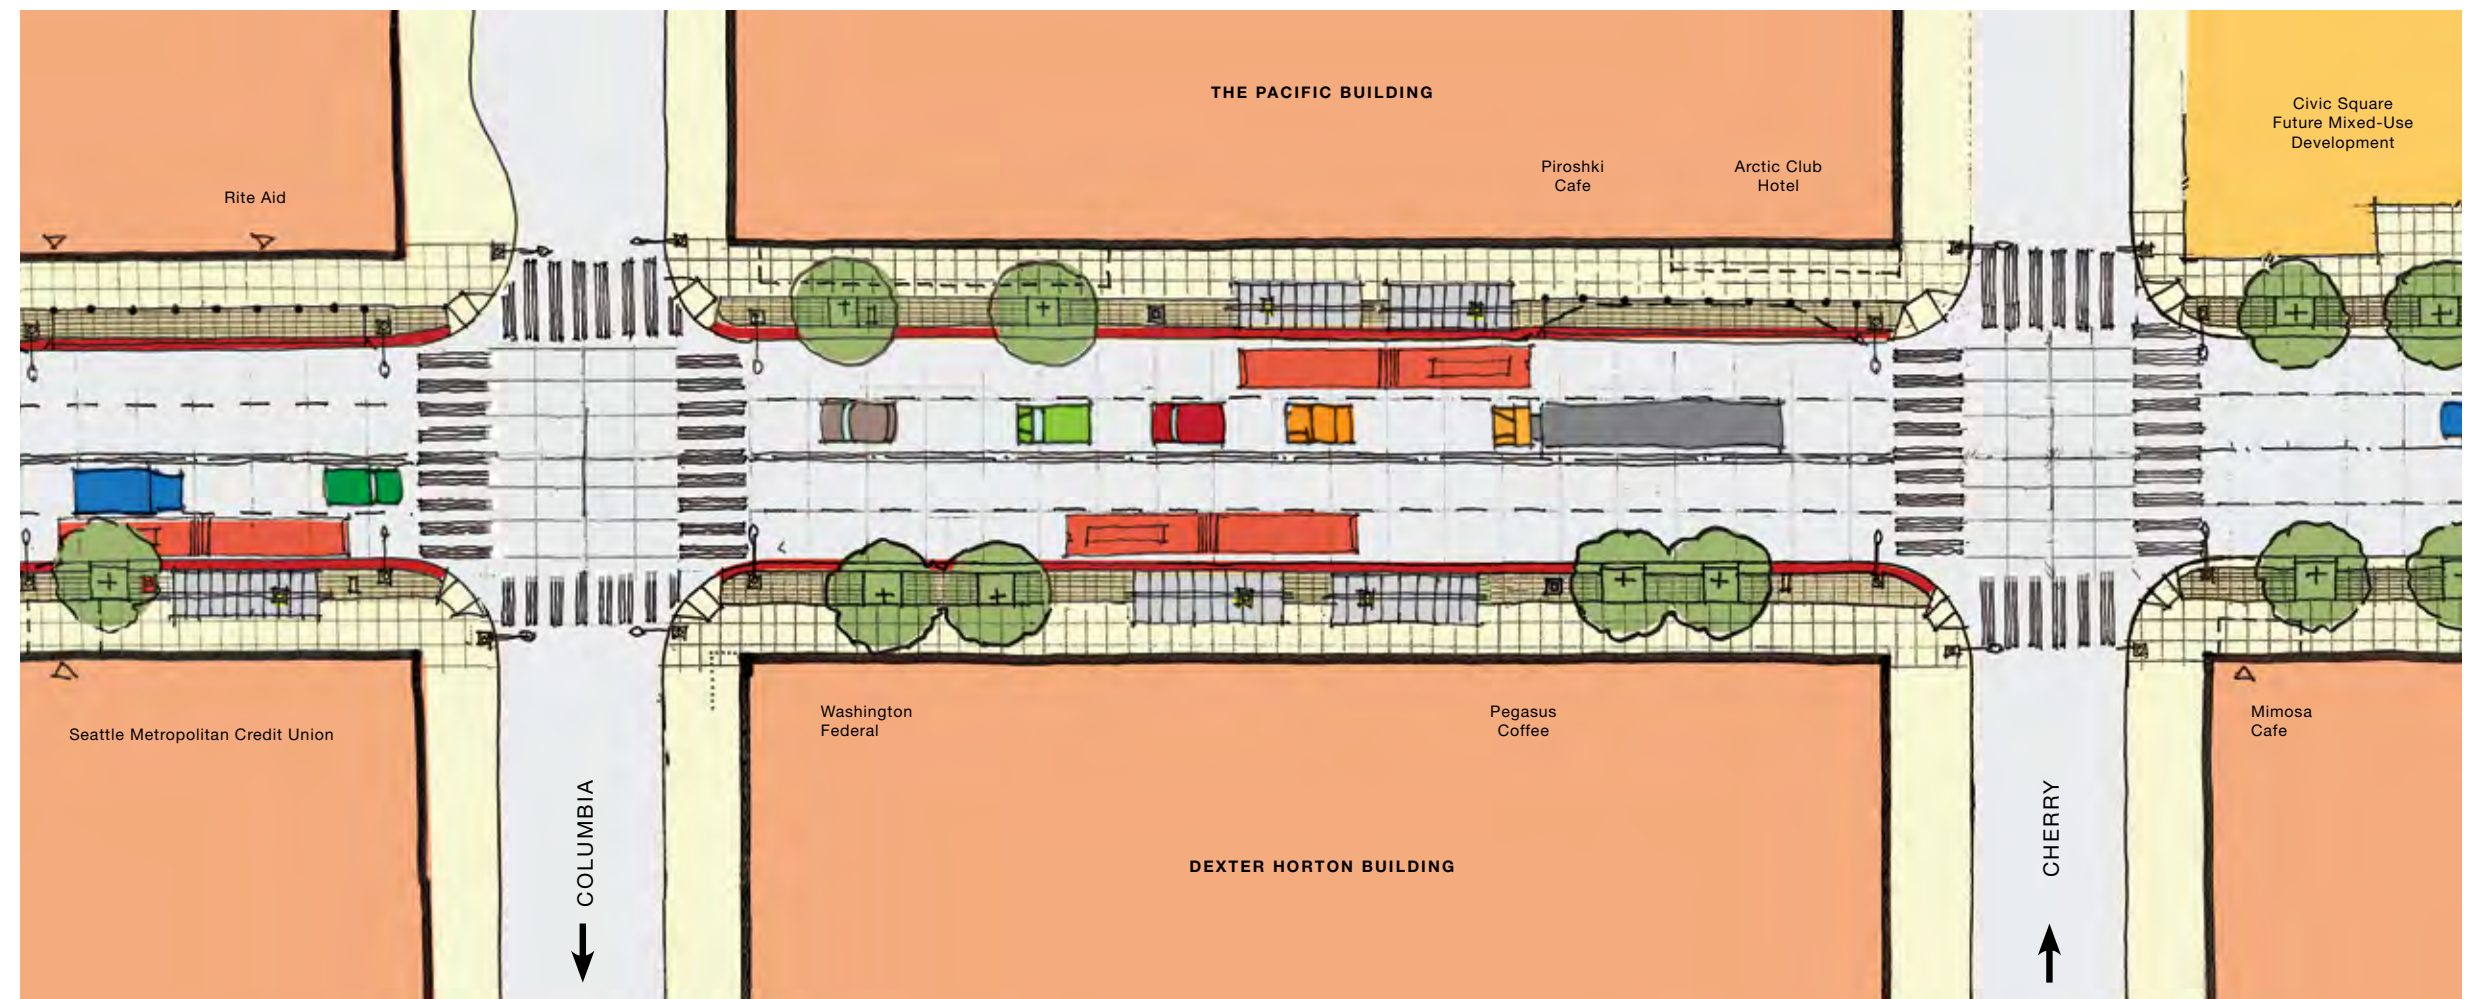 THE PACIFIC BUILDING
Civic Square
Future Mixed-Use
Development
Rite Aid
Piroshki
Cafe
Arctic Club
Hotel
Seattle Metropolitan Credit Union
Washington
Federal
Pegasus
Coffee
Mimosa
Cafe
COLUMBIA
DEXTER HORTON BUILDING
CHERRY